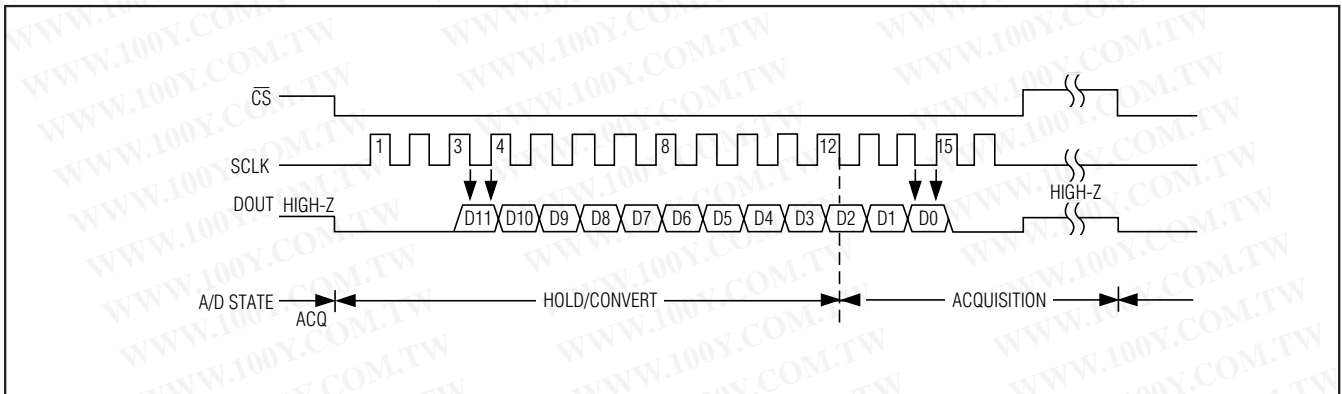 CS
SCLK 1 3 4 8 12 15
DOUT HIGH-Z D11 D10 D9 D8 D7 D6 D5 D4 D3 D2 D1 D0 HIGH-Z
A/D STATE ACQ HOLD/CONVERT ACQUISITION
WWW.100Y.COM.TW